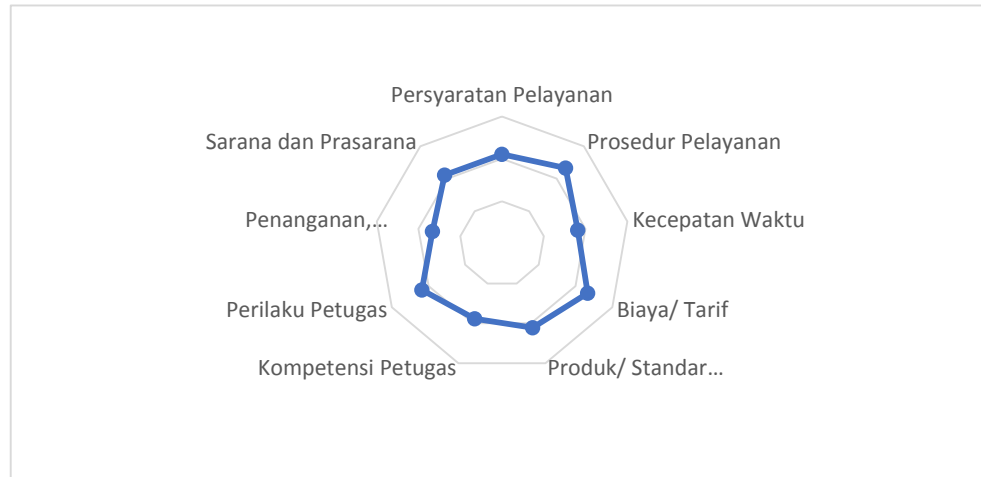 Persyaratan Pelayanan
Sarana dan Prasarana
Prosedur Pelayanan
Penanganan,...
Kecepatan Waktu
Perilaku Petugas
Biaya/ Tarif
Kompetensi Petugas
Produk/ Standar...